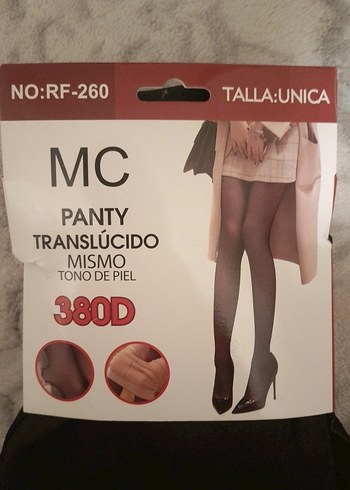 NO:RF-260
TALLA:UNICA
MC
PANTY
TRANSLÚCIDO
MISMO
TONO DE PIEL
380D